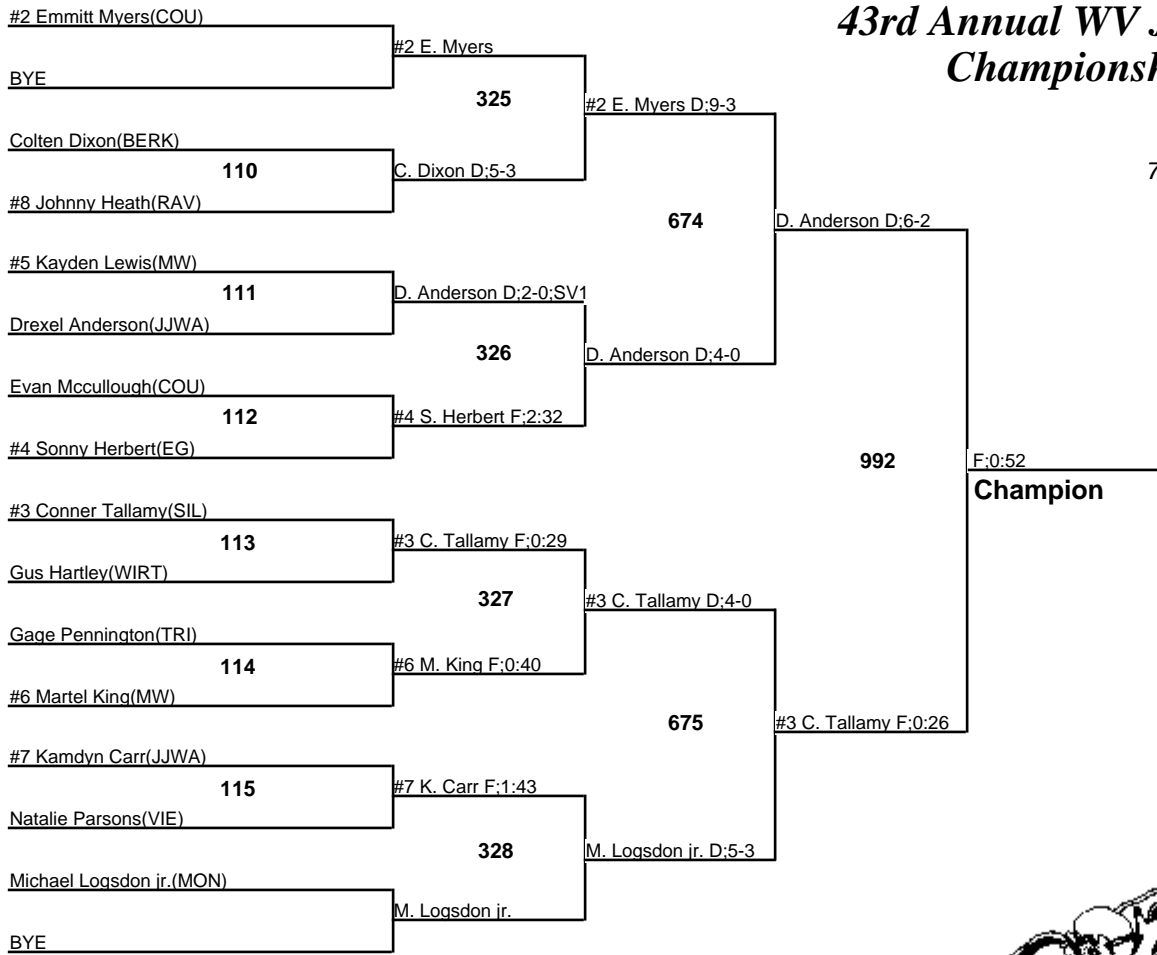 #2 Emmitt Myers(COU)
BYE
Colten Dixon(BERK)
#8 Johnny Heath(RAV)
#5 Kayden Lewis(MW)
Drexel Anderson(JJWA)
Evan Mccullough(COU)
#4 Sonny Herbert(EG)
#3 Conner Tallamy(SIL)
Gus Hartley(WIRT)
Gage Pennington(TRI)
#6 Martel King(MW)
#7 Kamdyn Carr(JJWA)
Natalie Parsons(VIE)
Michael Logsdon jr.(MON)
BYE
110
111
112
113
114
115
#2 E. Myers
C. Dixon D;5-3
D. Anderson D;2-0;SV1
#4 S. Herbert F;2:32
#3 C. Tallamy F;0:29
#6 M. King F;0:40
#7 K. Carr F;1:43
M. Logsdon jr.
325
326
327
328
#2 E. Myers D;9-3
D. Anderson D;4-0
#3 C. Tallamy D;4-0
M. Logsdon jr. D;5-3
674
675
D. Anderson D;6-2
#3 C. Tallamy F;0:26
992
F;0:52
Champion
43rd Annual WV
Championsh
7